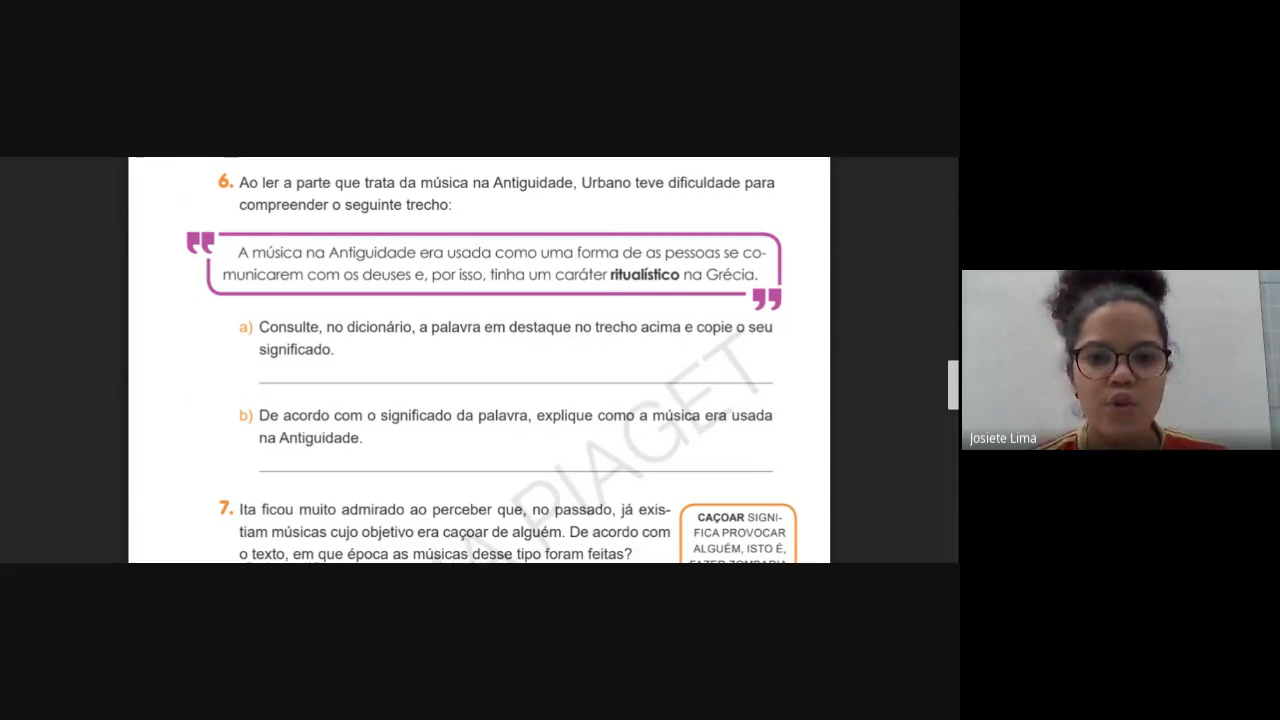 6. Ao ler a parte que trata da música na Antiguidade, Urbano teve dificuldade para
compreender o seguinte trecho:
A música na Antiguidade era usada como uma forma de as pessoas se co-
municarem com os deuses e, por isso, tinha um caráter ritualístico na Grécia.
a) Consulte, no dicionário, a palavra em destaque no trecho acima e copie o seu
significado.
b) De acordo com o significado da palavra, explique como a música era usada
na Antiguidade.
7. Ita ficou muito admirado ao perceber que, no passado, já exis-
tiam músicas cujo objetivo era caçoar de alguém. De acordo com
o texto, em que época as músicas desse tipo foram feitas?
CAÇOAR SIGNI-
FICA PROVOCAR
ALGUÉM, ISTO É,
FAZER ZOMBARIA
PIAGET
Josiete Lima